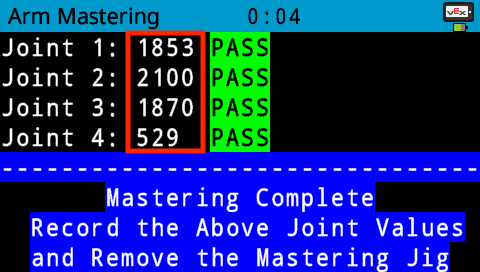 Arm Mastering 0:04 VEX
Joint 1: 1853 PASS
Joint 2: 2100 PASS
Joint 3: 1870 PASS
Joint 4: 529 PASS
--------------------------------
Mastering Complete
Record the Above Joint Values
and Remove the Mastering Jig